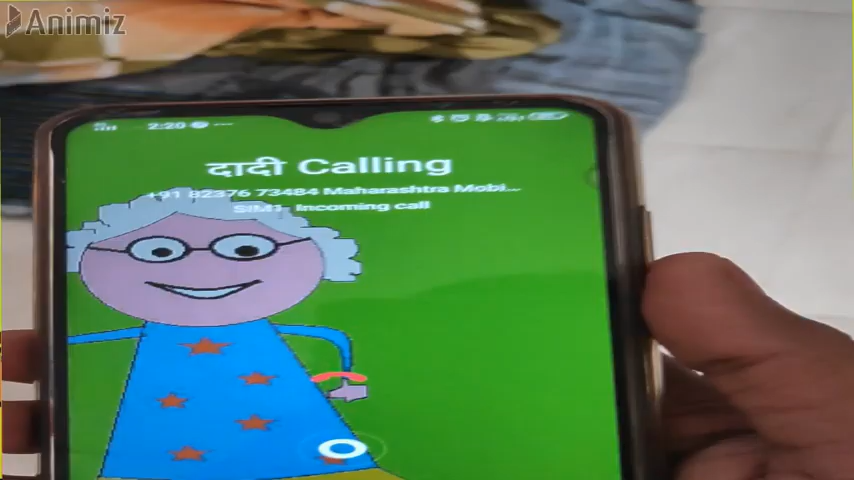 Animiz
2:20
दादी Calling
+91 82376 73484 Maharashtra Mobi...
SIM1 Incoming call